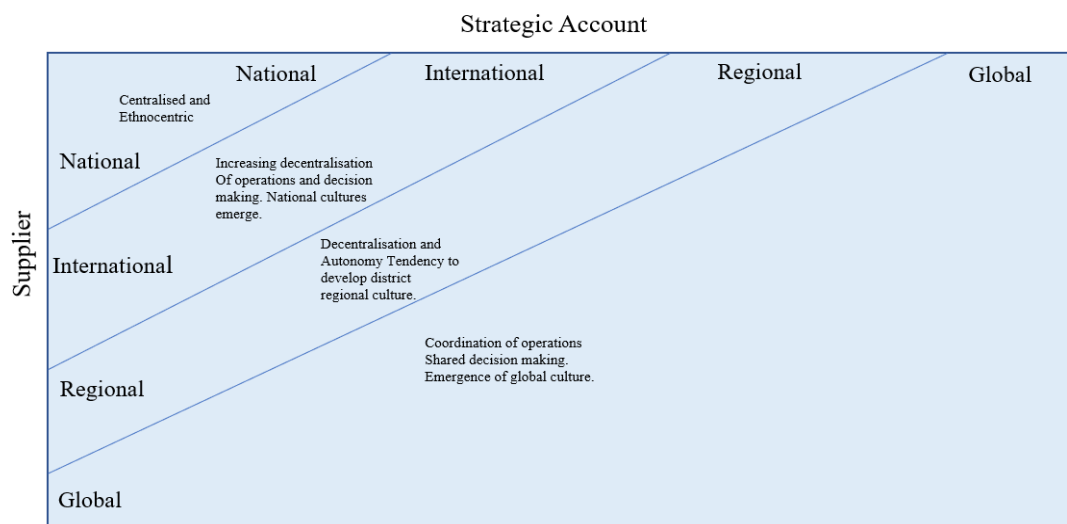 Strategic Account
National
International
Regional
Global
Centralised and
Ethnocentric
National
Increasing decentralisation
Of operations and decision
making. National cultures
emerge.
Supplier
International
Decentralisation and
Autonomy Tendency to
develop district
regional culture.
Coordination of operations
Shared decision making.
Emergence of global culture.
Regional
Global